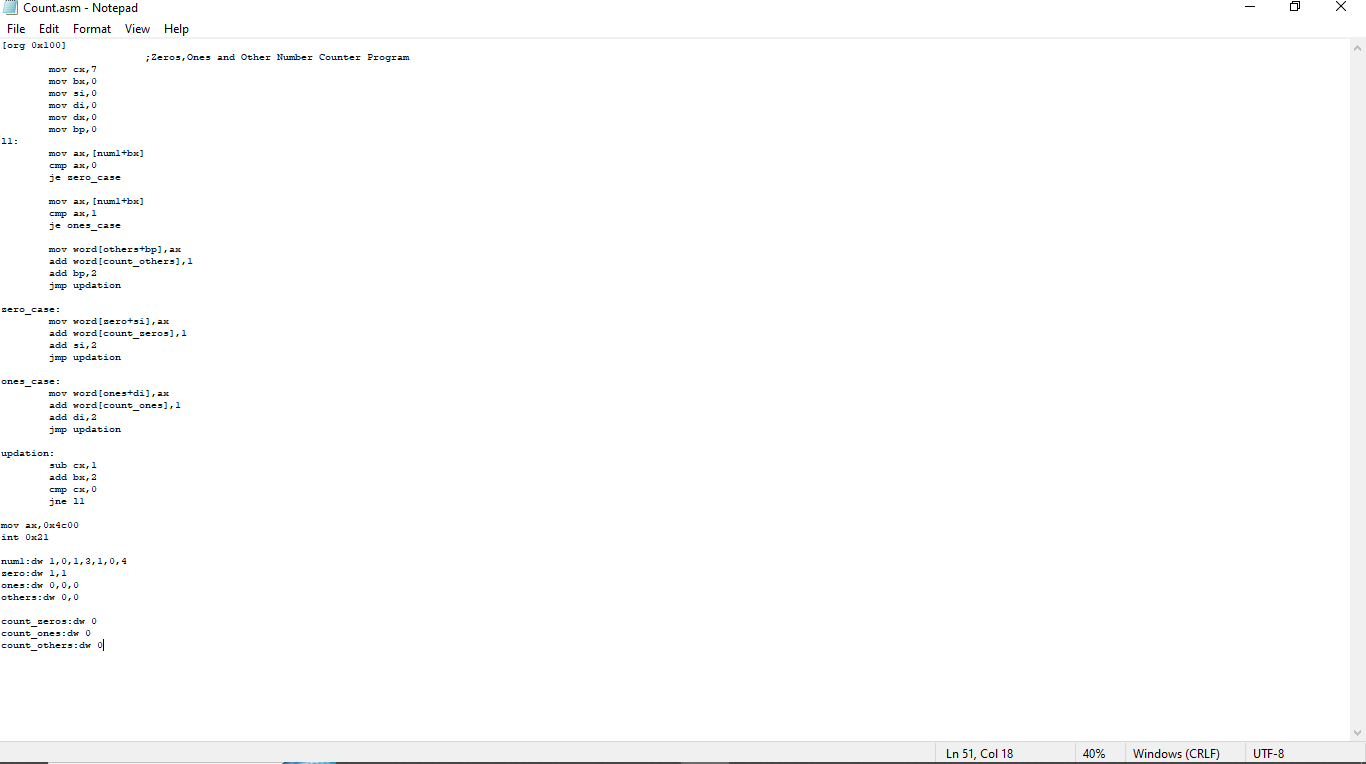 Count.asm - Notepad
File Edit Format View Help
[org 0x100]
;Zeros,Ones and Other Number Counter Program
mov cx,7
mov bx,0
mov si,0
mov di,0
mov dx,0
mov bp,0
l1:
mov ax,[num1+bx]
cmp ax,0
je zero_case
mov ax,[num1+bx]
cmp ax,1
je ones_case
mov word[others+bp],ax
add word[count_others],1
add bp,2
jmp updation
zero_case:
mov word[zero+si],ax
add word[count_zeros],1
add si,2
jmp updation
ones_case:
mov word[ones+di],ax
add word[count_ones],1
add di,2
jmp updation
updation:
sub cx,1
add bx,2
cmp cx,0
jne l1
mov ax,0x4c00
int 0x21
num1:dw 1,0,1,3,1,0,4
zero:dw 1,1
ones:dw 0,0,0
others:dw 0,0
count_zeros:dw 0
count_ones:dw 0
count_others:dw 0
Ln 51, Col 18 40% Windows (CRLF) UTF-8